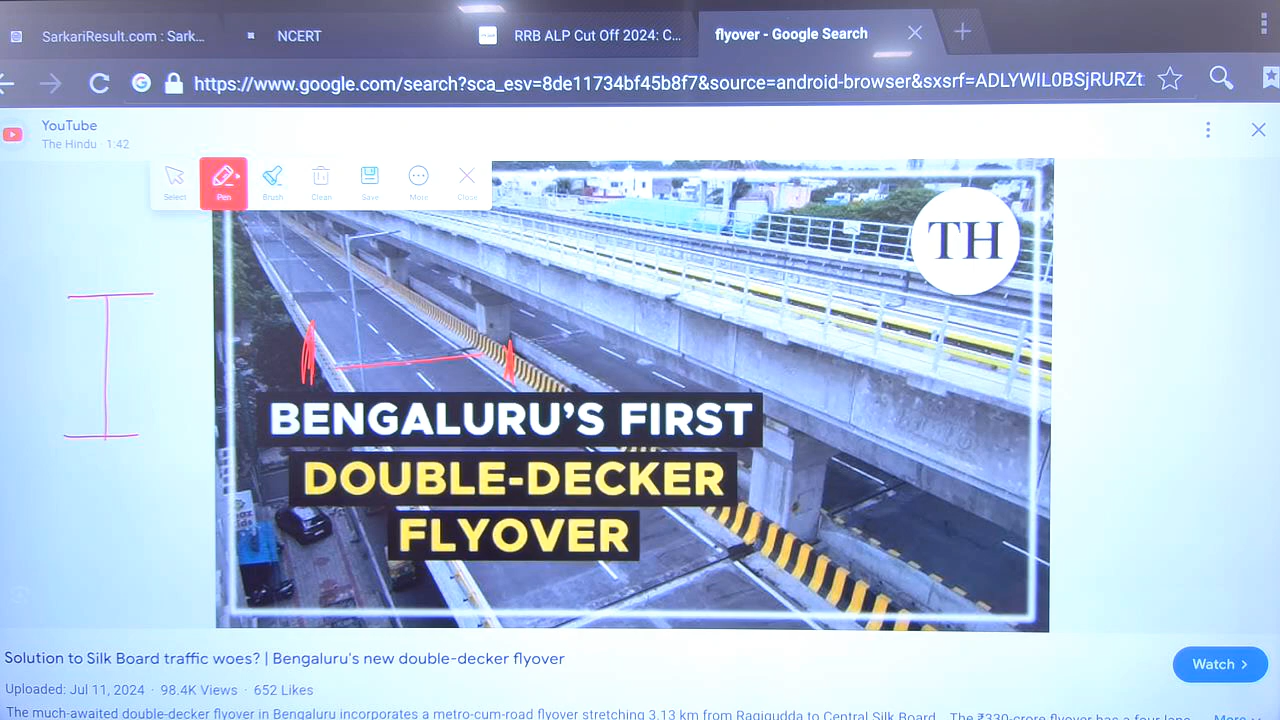 SarkariResult.com : Sark...
NCERT
RRB ALP Cut Off 2024: C...
flyover - Google Search
https://www.google.com/search?sca_esv=8de11734bf45b8f7&source=android-browser&sxsrf=ADLYWIL0BSjRURZt
YouTube
The Hindu · 1:42
Select
Pen
Brush
Clean
Save
More
Close
TH
BENGALURU'S FIRST
DOUBLE-DECKER
FLYOVER
Solution to Silk Board traffic woes? | Bengaluru's new double-decker flyover
Watch >
Uploaded: Jul 11, 2024 · 98.4K Views · 652 Likes
The much-awaited double-decker flyover in Bengaluru incorporates a metro-cum-road flyover stretching 3.13 km from Ragigudda to Central Silk Board. The ₹330-crore flyover has a four lane
More